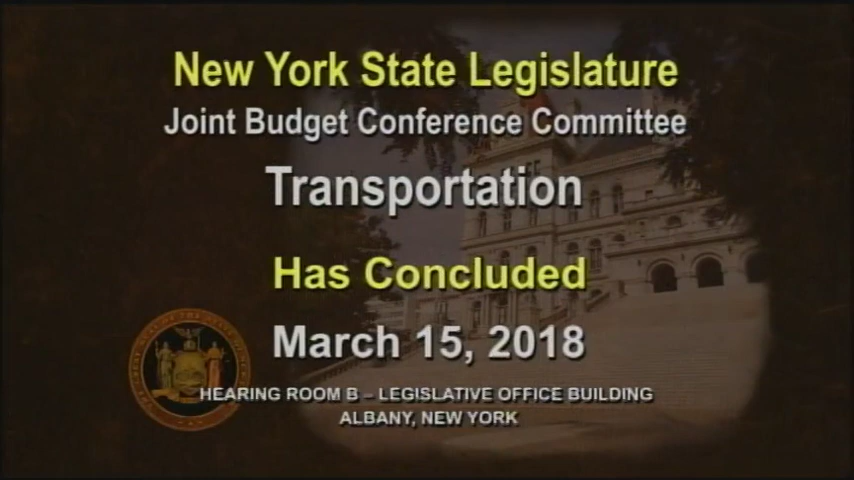 New York State Legislature
Joint Budget Conference Committee
Transportation
Has Concluded
March 15, 2018
HEARING ROOM B – LEGISLATIVE OFFICE BUILDING
ALBANY, NEW YORK